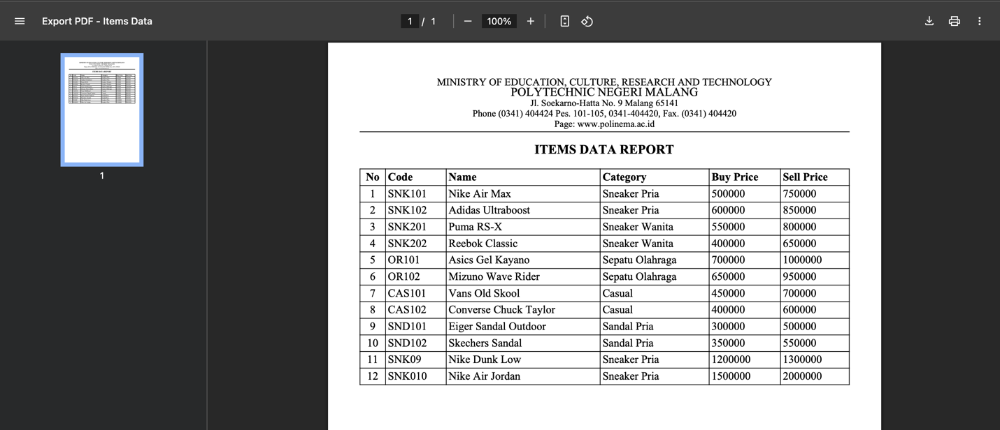 Export PDF - Items Data
1 / 1
100%
1
MINISTRY OF EDUCATION, CULTURE, RESEARCH AND TECHNOLOGY
POLYTECHNIC NEGERI MALANG
Jl. Soekarno-Hatta No. 9 Malang 65141
Phone (0341) 404424 Pes. 101-105, 0341-404420, Fax. (0341) 404420
Page: www.polinema.ac.id
ITEMS DATA REPORT
No Code Name Category Buy Price Sell Price
1 SNK101 Nike Air Max Sneaker Pria 500000 750000
2 SNK102 Adidas Ultraboost Sneaker Pria 600000 850000
3 SNK201 Puma RS-X Sneaker Wanita 550000 800000
4 SNK202 Reebok Classic Sneaker Wanita 400000 650000
5 OR101 Asics Gel Kayano Sepatu Olahraga 700000 1000000
6 OR102 Mizuno Wave Rider Sepatu Olahraga 650000 950000
7 CAS101 Vans Old Skool Casual 450000 700000
8 CAS102 Converse Chuck Taylor Casual 400000 600000
9 SND101 Eiger Sandal Outdoor Sandal Pria 300000 500000
10 SND102 Skechers Sandal Sandal Pria 350000 550000
11 SNK09 Nike Dunk Low Sneaker Pria 1200000 1300000
12 SNK010 Nike Air Jordan Sneaker Pria 1500000 2000000